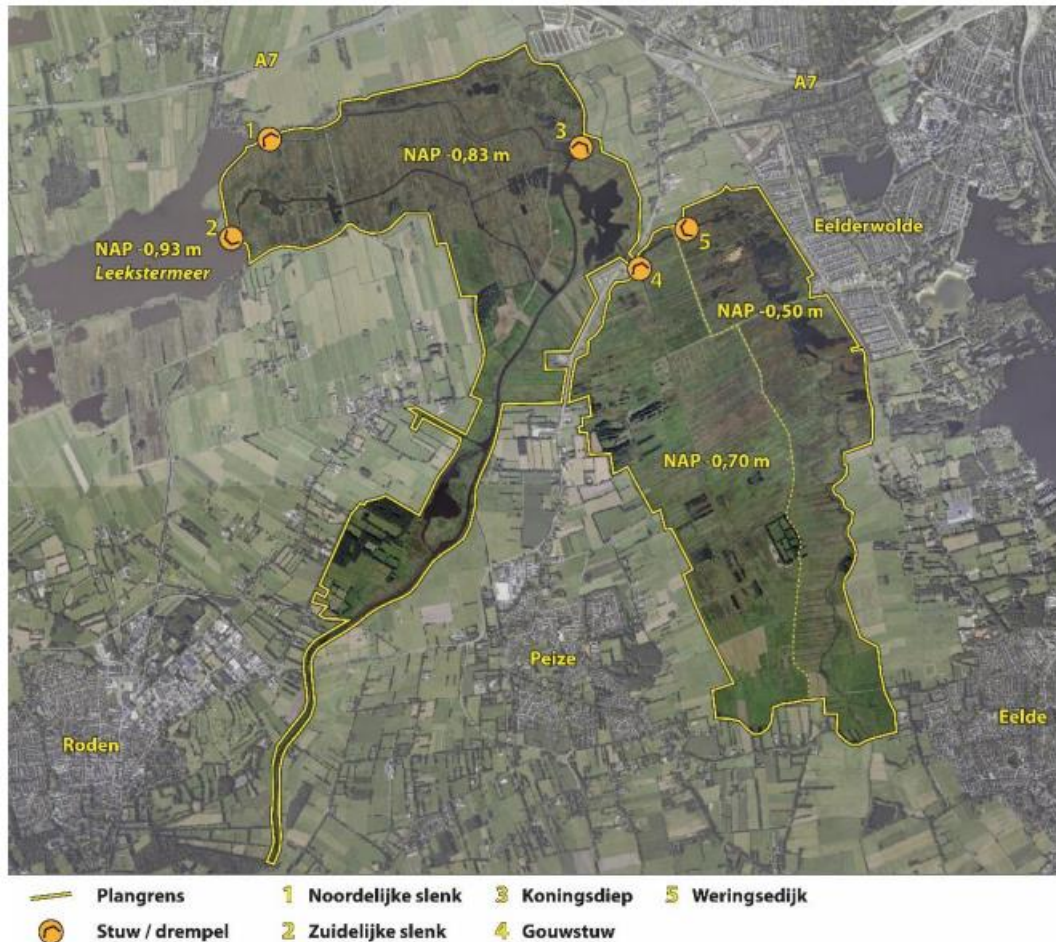 A7
A7
1
3
NAP -0,83 m
2
5
Eelderwolde
NAP -0,93 m
Leekstermeer
4
NAP -0,50 m
NAP -0,70 m
Peize
Roden
Eelde
Plangrens
1 Noordelijke slenk
3 Koningsdiep
5 Weringsedijk
Stuw / drempel
2 Zuidelijke slenk
4 Gouwstuw